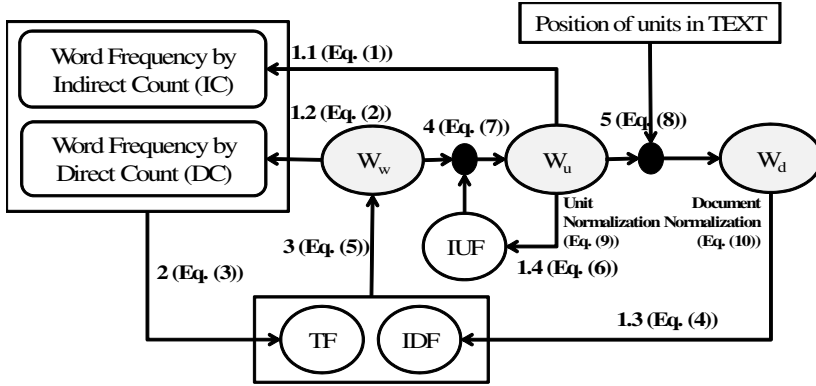 Position of units in TEXT
Word Frequency by
Indirect Count (IC)
1.1 (Eq. (1))
1.2 (Eq. (2))
4 (Eq. (7))
5 (Eq. (8))
Word Frequency by
Direct Count (DC)
W_w
W_u
W_d
Unit
Normalization
(Eq. (9))
Document
Normalization
(Eq. (10))
IUF
3 (Eq. (5))
2 (Eq. (3))
1.4 (Eq. (6))
1.3 (Eq. (4))
TF
IDF